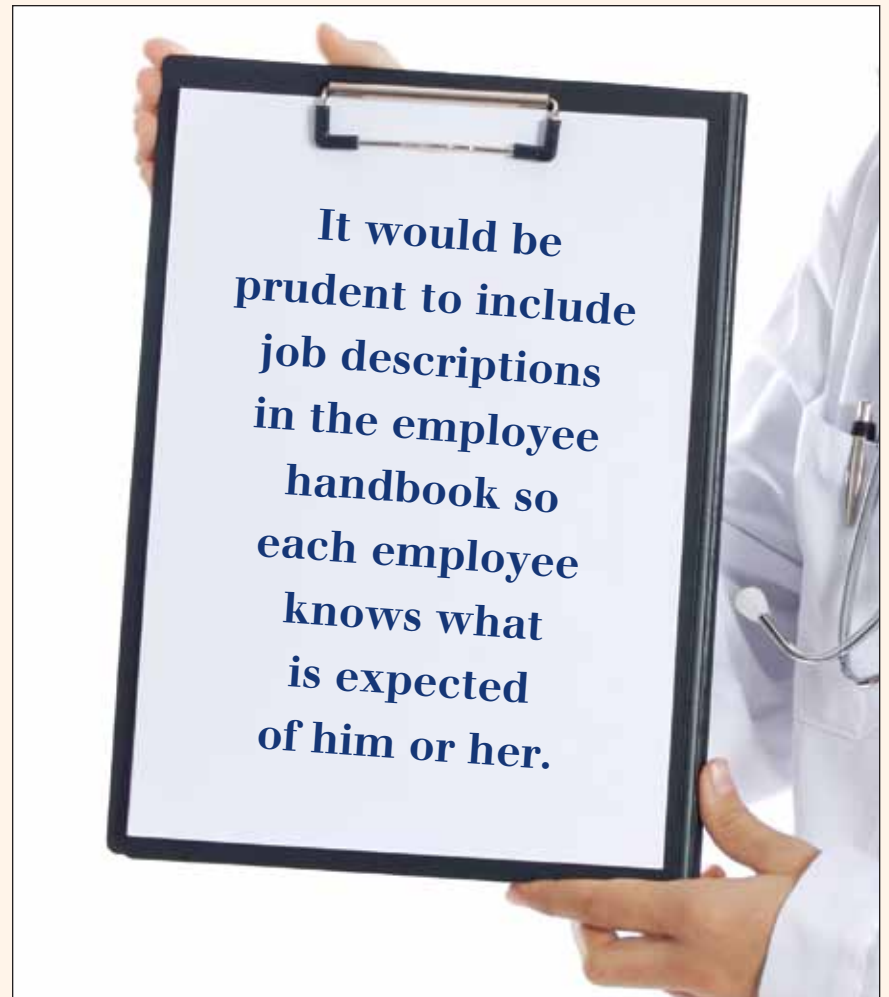 It would be
prudent to include
job descriptions
in the employee
handbook so
each employee
knows what
is expected
of him or her.